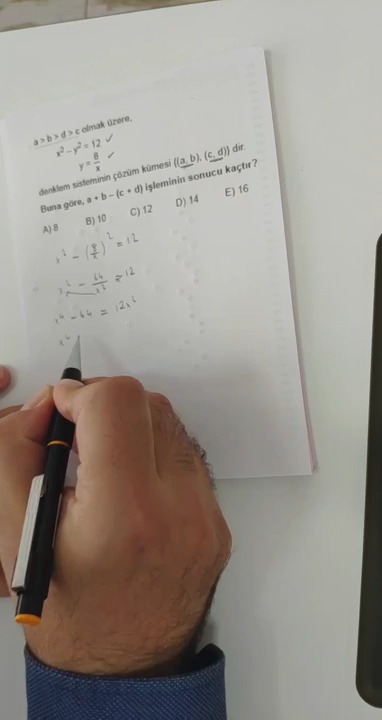 a > b > d > c olmak üzere,
x² – y² = 12 ✓
y = 8/x ✓
denklem sisteminin çözüm kümesi {(a, b), (c, d)} dir.
Buna göre, a + b – (c + d) işleminin sonucu kaçtır?
A) 8 B) 10 C) 12 D) 14 E) 16
x² - (8/x)² = 12
x² - 64/x² = 12
x⁴ - 64 = 12x²
x⁴